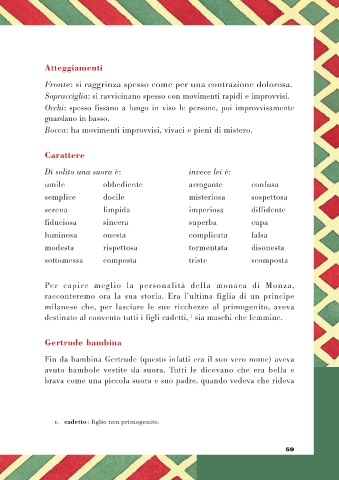 Atteggiamenti
Fronte: si raggrinza spesso come per una contrazione dolorosa.
Sopracciglia: si ravvicinano spesso con movimenti rapidi e improvvisi.
Occhi: spesso fissano a lungo in viso le persone, poi improvvisamente
guardano in basso.
Bocca: ha movimenti improvvisi, vivaci e pieni di mistero.
Carattere
Di solito una suora è: invece lei è:
umile obbediente arrogante confusa
semplice docile misteriosa sospettosa
serena limpida imperiosa diffidente
fiduciosa sincera superba cupa
luminosa onesta complicata falsa
modesta rispettosa tormentata disonesta
sottomessa composta triste scomposta
Per capire meglio la personalità della monaca di Monza,
racconteremo ora la sua storia. Era l'ultima figlia di un principe
milanese che, per lasciare le sue ricchezze al primogenito, aveva
destinato al convento tutti i figli cadetti,¹ sia maschi che femmine.
Gertrude bambina
Fin da bambina Gertrude (questo infatti era il suo vero nome) aveva
avuto bambole vestite da suora. Tutti le dicevano che era bella e
brava come una piccola suora e suo padre, quando vedeva che rideva
1. cadetto : figlio non primogenito.
59